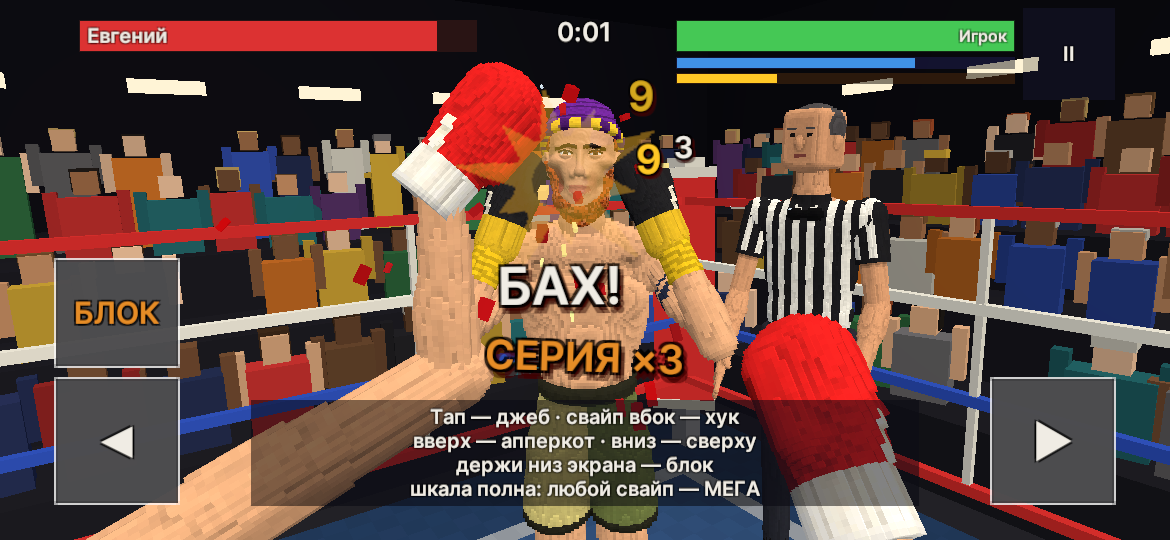 Евгений
0:01
Игрок
II
9
9
3
БЛОК
БАХ!
СЕРИЯ ×3
Тап — джеб · свайп вбок — хук
вверх — апперкот · вниз — сверху
держи низ экрана — блок
шкала полна: любой свайп — МЕГА